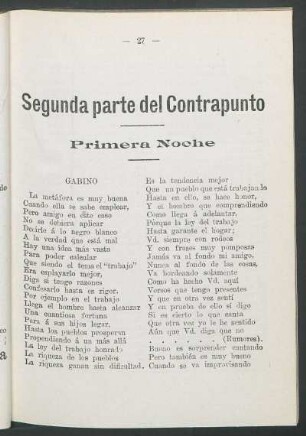 — 27 —
Segunda parte del Contrapunto
Primera Noche
GABINO
La metáfora es muy buena
Cuando ella se sabe emplear,
Pero amigo en esto ese
No se debiera aplicar
Decirle á lo negro blanco
A la verdad que está mal
Hay una idea más vasta
Para poder
Que siendo el tema el "trabajo"
Era esplayarlo mejor,
Diga si tengo razones
Confesarlo hasta en rigor.
Por ejemplo en el trabajo
Llega el hombre hasta alcanzar
Una cuantiosa fortuna
Para á sus hijos legar.
Hasta los pueblos prosperan
Propendiendo á un más allá
La ley del trabajo honrado
La riqueza de los pueblos
La riqueza ganan sin dificultad,
Es la tendencia mejor
Que un pueblo que está trabajando
Hasta en ello, se hace honor,
Y si hombre que comprendiendo
Como llega á adelantar.
Porque la ley del trabajo
Hasta garante el hogar;
Vd. siempre con rodeos
Y con frases muy pomposas
Jamás va al fondo mi amigo.
Nunca al fondo de las cosas,
Va bordeando solamente
Como ha hecho Vd. aquí
Versos que tengo presentes
Y que en otra vez sentí
Y en prueba de ello si digo
Si es cierto lo que canta
Que otra vez yo le he sentido
Aún que Vd. diga que no
. . . . . . . (Rumores).
Bueno es sorprender cantando
Pero también es muy bueno
Cuando se va improvisando